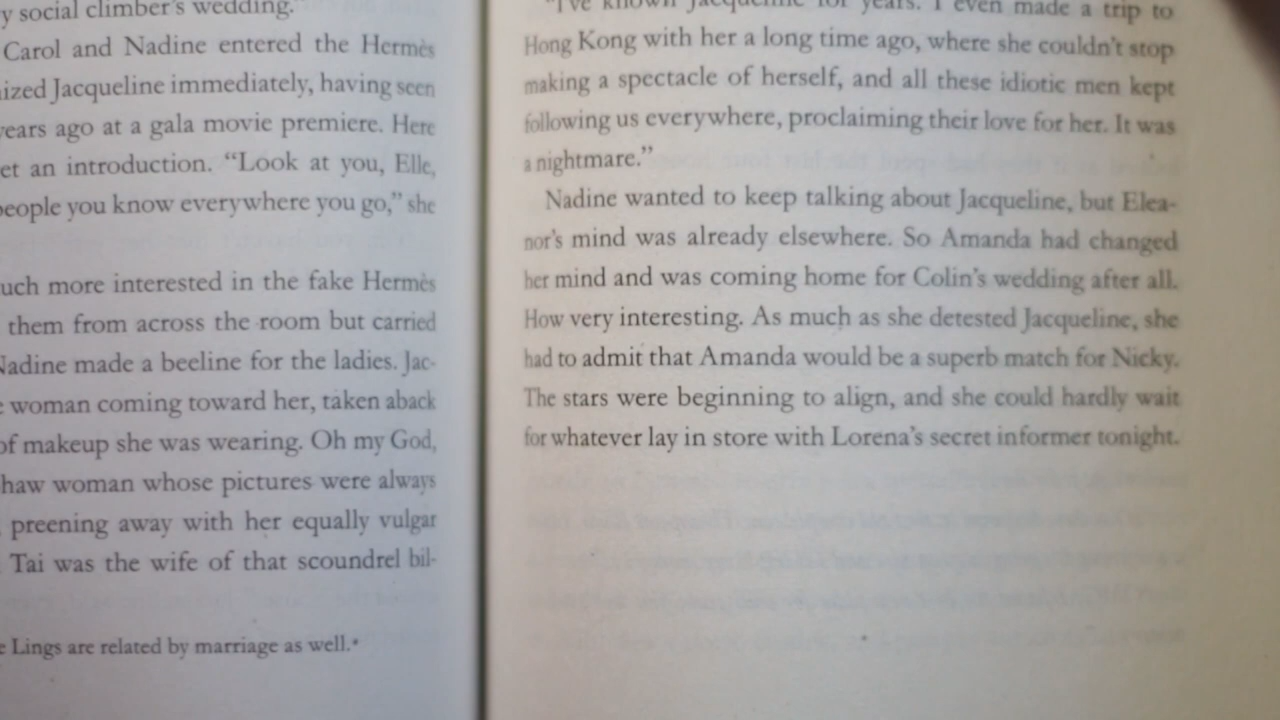 y social climber's wedding.
Carol and Nadine entered the Hermès
ized Jacqueline immediately, having seen
years ago at a gala movie premiere. Here
et an introduction. “Look at you, Elle,
people you know everywhere you go,” she
uch more interested in the fake Hermès
them from across the room but carried
Nadine made a beeline for the ladies. Jac-
e woman coming toward her, taken aback
of makeup she was wearing. Oh my God,
haw woman whose pictures were always
preening away with her equally vulgar
Tai was the wife of that scoundrel bil-
e Lings are related by marriage as well.*
“I've known Jacqueline for years. I even made a trip to
Hong Kong with her a long time ago, where she couldn't stop
making a spectacle of herself, and all these idiotic men kept
following us everywhere, proclaiming their love for her. It was
a nightmare.”
Nadine wanted to keep talking about Jacqueline, but Elea-
nor's mind was already elsewhere. So Amanda had changed
her mind and was coming home for Colin's wedding after all.
How very interesting. As much as she detested Jacqueline, she
had to admit that Amanda would be a superb match for Nicky.
The stars were beginning to align, and she could hardly wait
for whatever lay in store with Lorena's secret informer tonight.